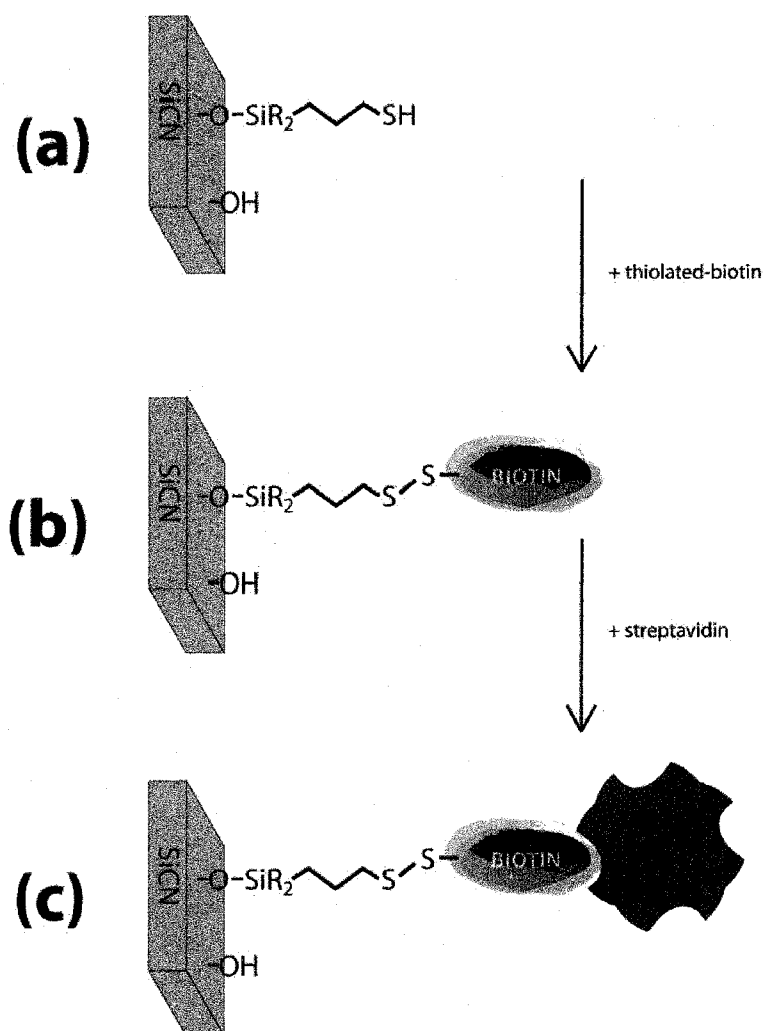 (a)
SiCN
-O-SiR2
SH
-OH
+ thiolated-biotin
(b)
SiCN
-O-SiR2
S
S
BIOTIN
-OH
+ streptavidin
(c)
SiCN
-O-SiR2
S
S
BIOTIN
-OH